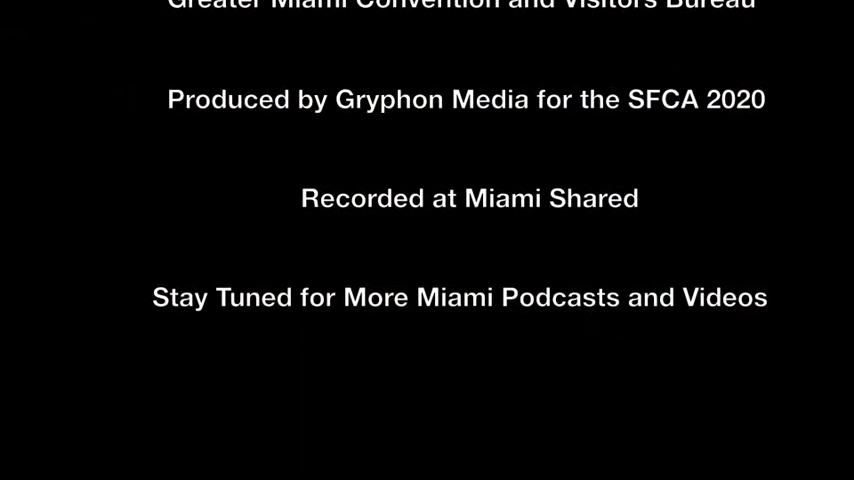 Greater Miami Convention and Visitors Bureau
Produced by Gryphon Media for the SFCA 2020
Recorded at Miami Shared
Stay Tuned for More Miami Podcasts and Videos